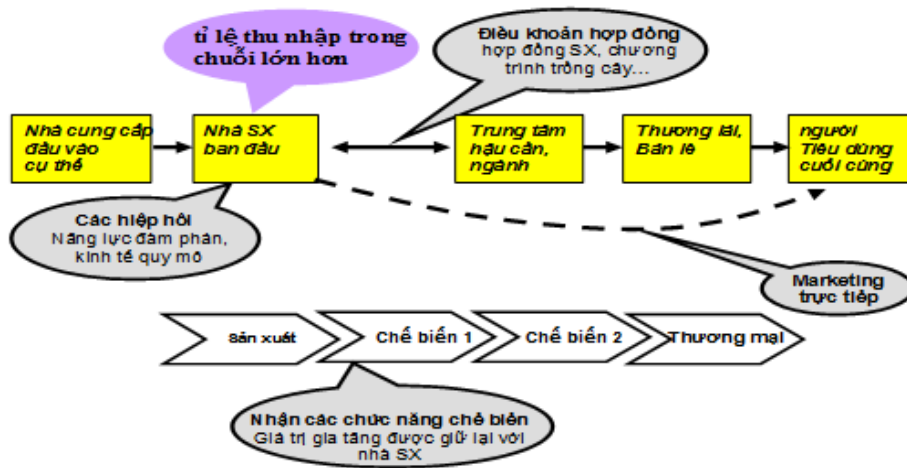 tỉ lệ thu nhập trong
chuỗi lớn hơn
Điều khoản hợp đồng
hợp đồng SX, chương
trình trồng cây...
Nhà cung cấp
đầu vào
cụ thể
Nhà SX
ban đầu
Trung tâm
hậu cần,
ngành
Thương lái,
Bán lẻ
người
Tiêu dùng
cuối cùng
Các hiệp hội
Năng lực đàm phán,
kinh tế quy mô
Marketing
trực tiếp
Sản xuất
Chế biến 1
Chế biến 2
Thương mại
Nhận các chức năng chế biến
Giá trị gia tăng được giữ lại với
nhà SX